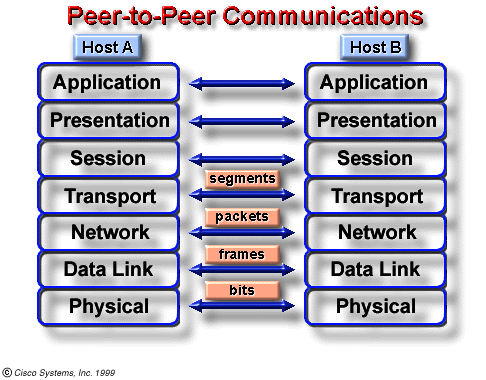 Peer-to-Peer Communications
Host A Host B
Application Application
Presentation Presentation
Session Session
segments
Transport Transport
packets
Network Network
frames
Data Link Data Link
bits
Physical Physical
© Cisco Systems, Inc. 1999